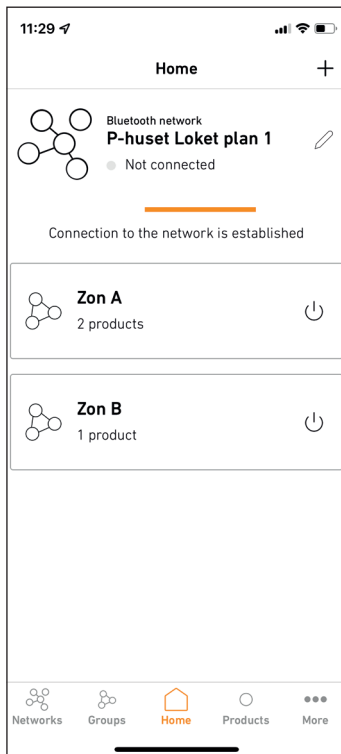 11:29
Home
Bluetooth network
P-huset Loket plan 1
Not connected
Connection to the network is established
Zon A
2 products
Zon B
1 product
Networks Groups Home Products More